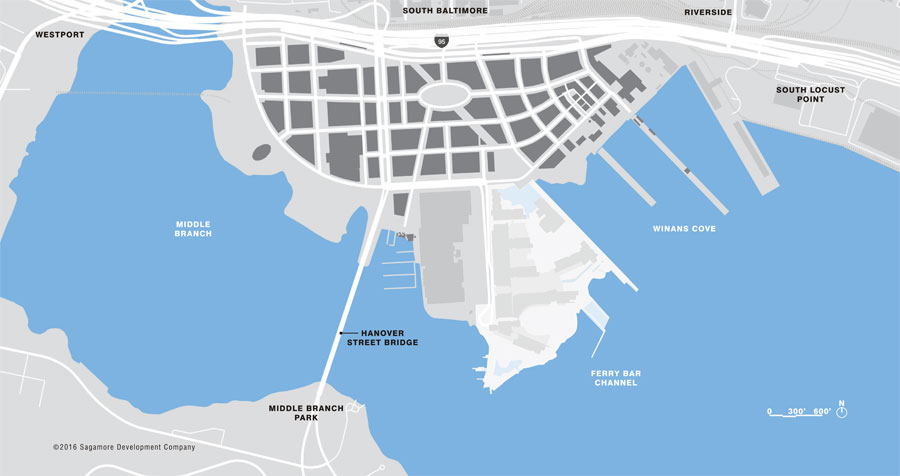 SOUTH BALTIMORE
RIVERSIDE
WESTPORT
95
SOUTH LOCUST
POINT
MIDDLE
BRANCH
WINANS COVE
HANOVER
STREET BRIDGE
FERRY BAR
CHANNEL
MIDDLE BRANCH
PARK
N
0 300' 600'
©2016 Sagamore Development Company